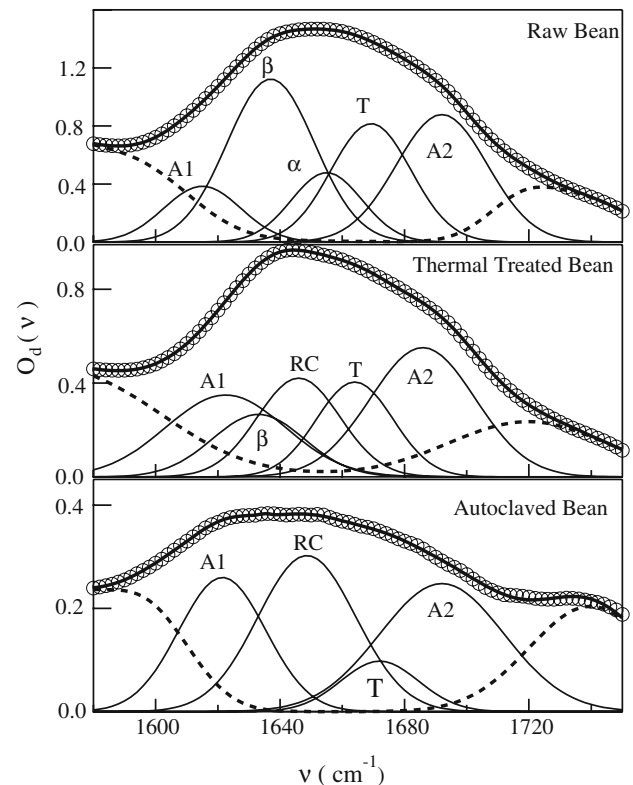 Raw Bean
1.2
0.8
0.4
0.0
A1
β
α
T
A2
Thermal Treated Bean
0.8
0.4
0.0
A1
β
RC
T
A2
Autoclaved Bean
0.4
0.2
0.0
A1
RC
T
A2
O_d (ν)
1600 1640 1680 1720
ν ( cm⁻¹)